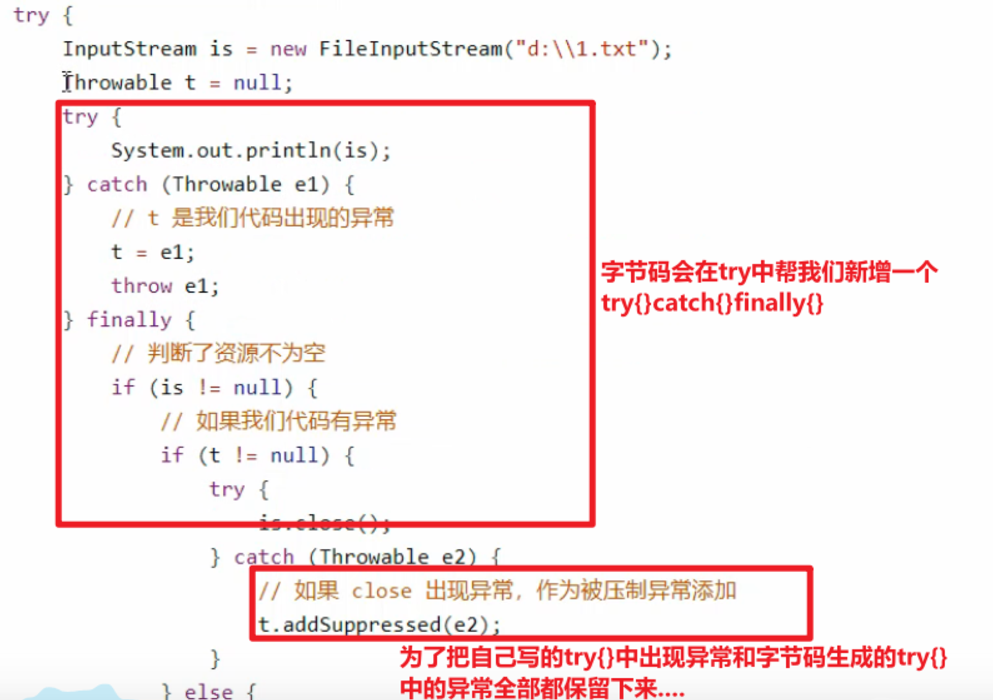 try {
InputStream is = new FileInputStream("d:\\1.txt");
Throwable t = null;
try {
System.out.println(is);
} catch (Throwable e1) {
// t 是我们代码出现的异常
t = e1;
throw e1;
} finally {
// 判断了资源不为空
if (is != null) {
// 如果我们代码有异常
if (t != null) {
try {
is.close();
} catch (Throwable e2) {
// 如果 close 出现异常，作为被压制异常添加
t.addSuppressed(e2);
}
} else {
字节码会在try中帮我们新增一个
try{}catch{}finally{}
为了把自己写的try{}中出现异常和字节码生成的try{}
中的异常全部都保留下来....